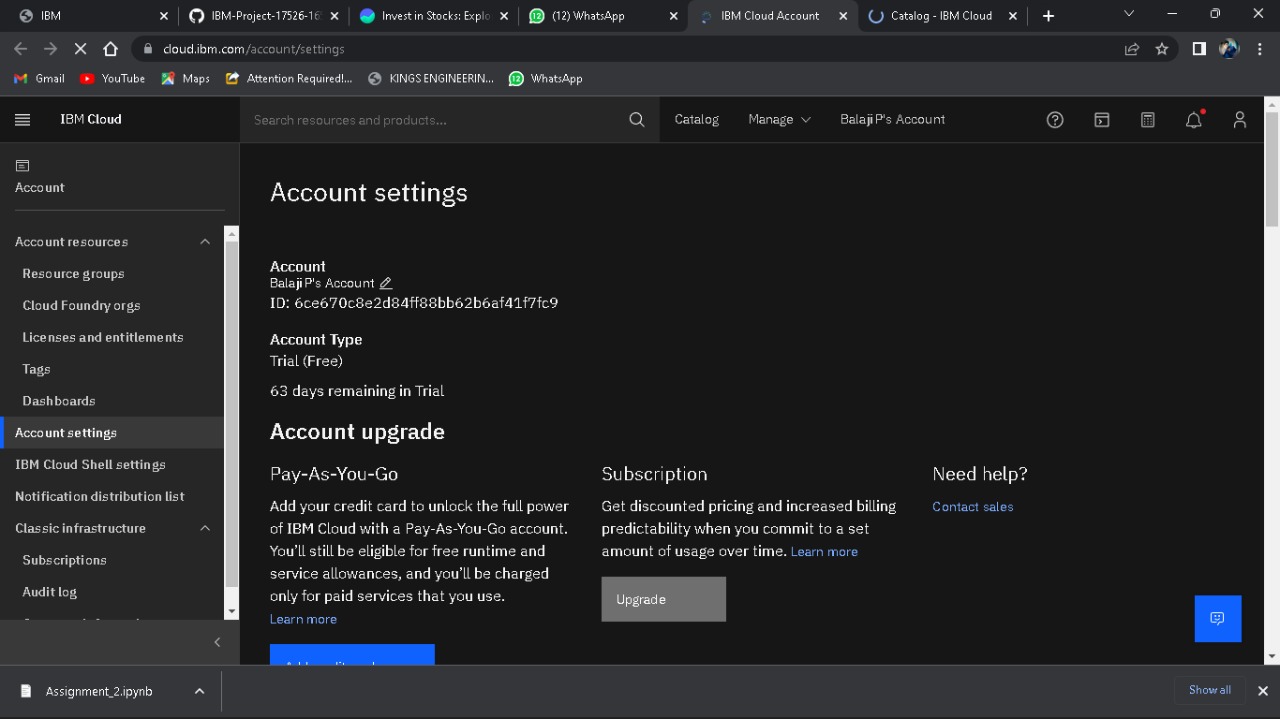 IBM
IBM-Project-17526-16
Invest in Stocks: Explo
(12) WhatsApp
IBM Cloud Account
Catalog - IBM Cloud
cloud.ibm.com/account/settings
Gmail
YouTube
Maps
Attention Required!...
KINGS ENGINEERIN...
WhatsApp
IBM Cloud
Search resources and products...
Catalog
Manage
Balaji P's Account
Account
Account resources
Resource groups
Cloud Foundry orgs
Licenses and entitlements
Tags
Dashboards
Account settings
IBM Cloud Shell settings
Notification distribution list
Classic infrastructure
Subscriptions
Audit log
Account settings
Account
Balaji P's Account
ID: 6ce670c8e2d84ff88bb62b6af41f7fc9
Account Type
Trial (Free)
63 days remaining in Trial
Account upgrade
Pay-As-You-Go
Add your credit card to unlock the full power
of IBM Cloud with a Pay-As-You-Go account.
You'll still be eligible for free runtime and
service allowances, and you'll be charged
only for paid services that you use.
Learn more
Subscription
Get discounted pricing and increased billing
predictability when you commit to a set
amount of usage over time. Learn more
Upgrade
Need help?
Contact sales
Assignment_2.ipynb
Show all